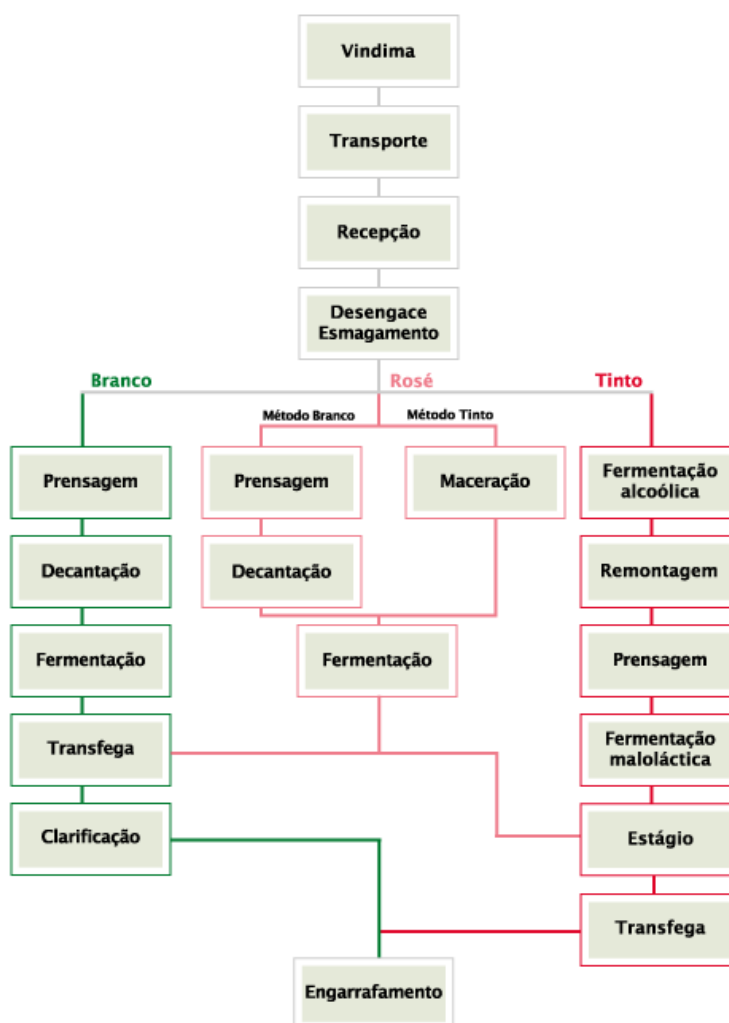 Vindima
Transporte
Recepção
Desengace
Esmagamento
Branco
Rosé
Tinto
Método Branco
Método Tinto
Prensagem
Prensagem
Maceração
Fermentação
alcoólica
Decantação
Decantação
Remontagem
Fermentação
Fermentação
Prensagem
Transfega
Fermentação
maloláctica
Clarificação
Estágio
Transfega
Engarrafamento